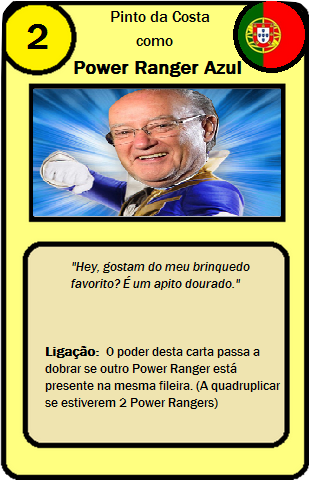 2
Pinto da Costa
como
Power Ranger Azul
"Hey, gostam do meu brinquedo
favorito? É um apito dourado."
Ligação: O poder desta carta passa a
dobrar se outro Power Ranger está
presente na mesma fileira. (A quadruplicar
se estiverem 2 Power Rangers)